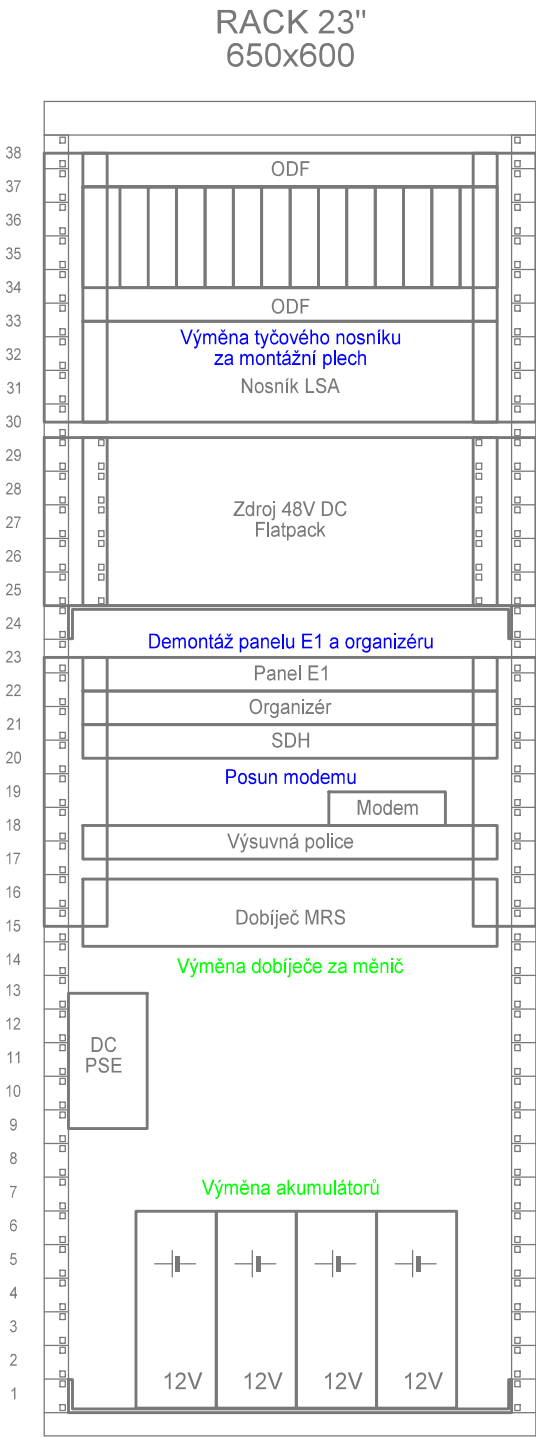 RACK 23"
650x600
38
ODF
37
36
35
34
ODF
33
Výměna tyčového nosníku
32
za montážní plech
31
Nosník LSA
30
29
28
Zdroj 48V DC
27
Flatpack
26
25
24
Demontáž panelu E1 a organizéru
23
Panel E1
22
Organizér
21
SDH
20
Posun modemu
19
Modem
18
Výsuvná police
17
16
Dobíječ MRS
15
14
Výměna dobíječe za měnič
13
12
DC
11
PSE
10
9
8
7
Výměna akumulátorů
6
5
4
3
2
12V 12V 12V 12V
1